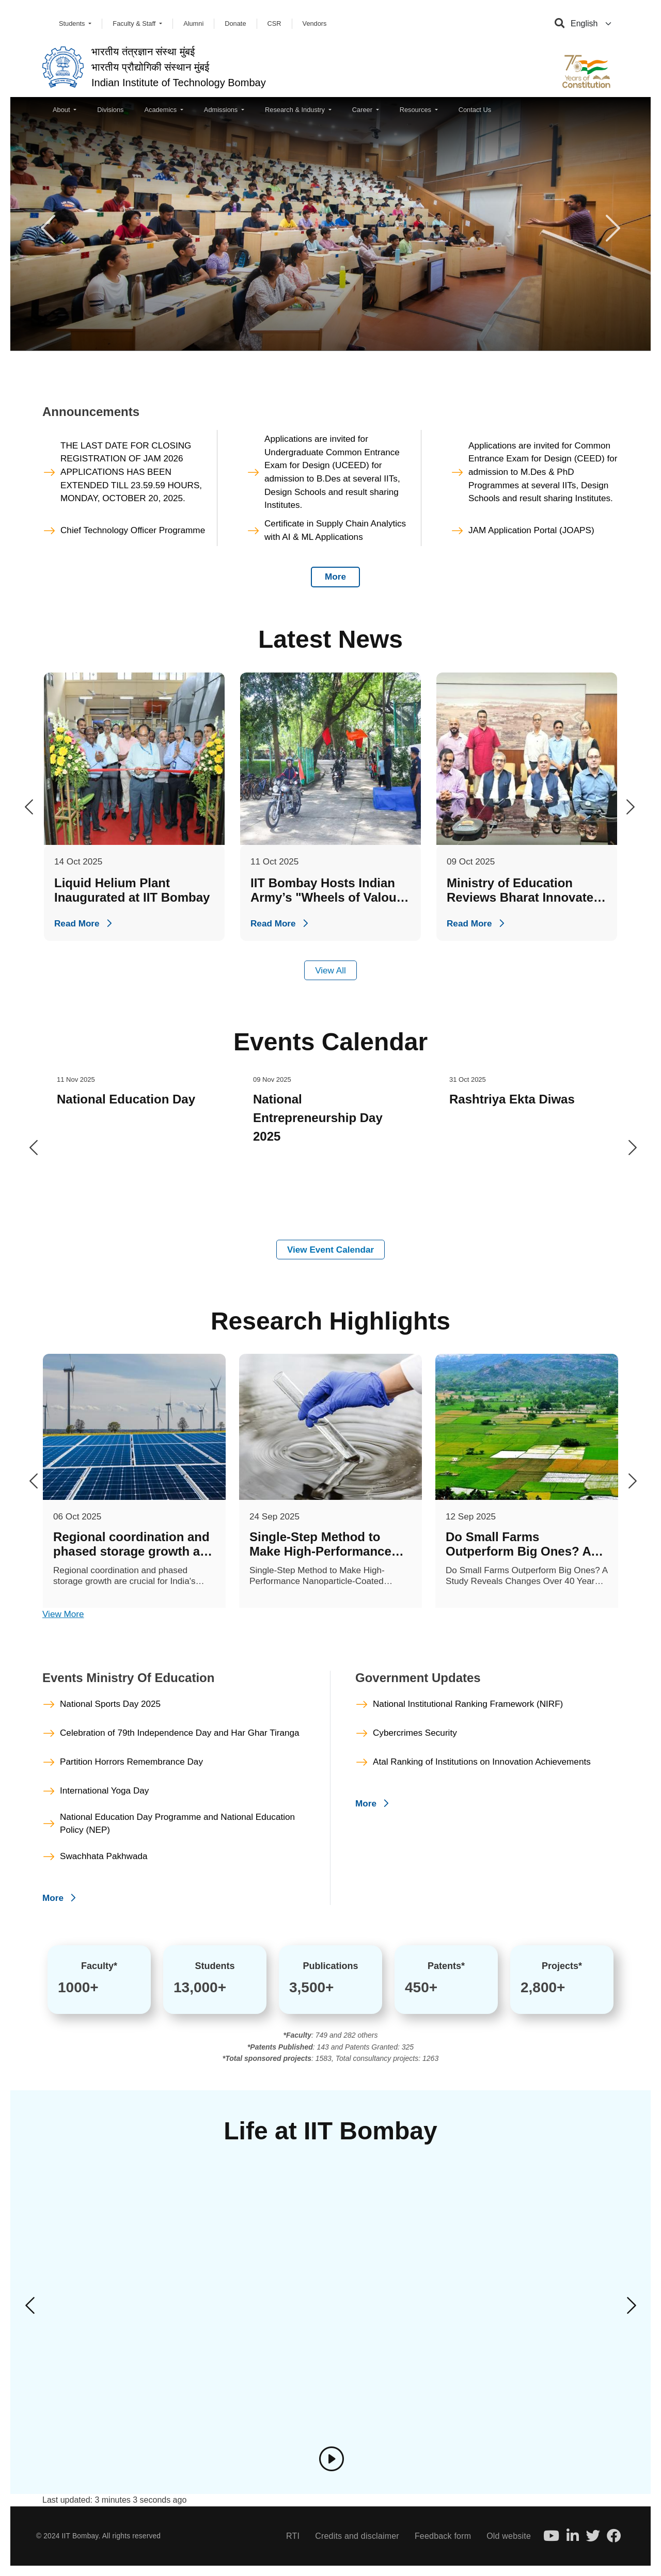 Students
Faculty & Staff
Alumni
Donate
CSR
Vendors
English
भारतीय तंत्रज्ञान संस्था मुंबई
भारतीय प्रौद्योगिकी संस्थान मुंबई
Indian Institute of Technology Bombay
Years of
Constitution
About
Divisions
Academics
Admissions
Research & Industry
Career
Resources
Contact Us
Announcements
THE LAST DATE FOR CLOSING
REGISTRATION OF JAM 2026
APPLICATIONS HAS BEEN
EXTENDED TILL 23.59.59 HOURS,
MONDAY, OCTOBER 20, 2025.
Applications are invited for
Undergraduate Common Entrance
Exam for Design (UCEED) for
admission to B.Des at several IITs,
Design Schools and result sharing
Institutes.
Applications are invited for Common
Entrance Exam for Design (CEED) for
admission to M.Des & PhD
Programmes at several IITs, Design
Schools and result sharing Institutes.
Chief Technology Officer Programme
Certificate in Supply Chain Analytics
with AI & ML Applications
JAM Application Portal (JOAPS)
More
Latest News
14 Oct 2025
Liquid Helium Plant
Inaugurated at IIT Bombay
Read More
11 Oct 2025
IIT Bombay Hosts Indian
Army's "Wheels of Valou…
Read More
09 Oct 2025
Ministry of Education
Reviews Bharat Innovate…
Read More
View All
Events Calendar
11 Nov 2025
National Education Day
09 Nov 2025
National
Entrepreneurship Day
2025
31 Oct 2025
Rashtriya Ekta Diwas
View Event Calendar
Research Highlights
06 Oct 2025
Regional coordination and
phased storage growth a…
Regional coordination and phased
storage growth are crucial for India's…
24 Sep 2025
Single-Step Method to
Make High-Performance…
Single-Step Method to Make High-
Performance Nanoparticle-Coated…
12 Sep 2025
Do Small Farms
Outperform Big Ones? A…
Do Small Farms Outperform Big Ones? A
Study Reveals Changes Over 40 Year…
View More
Events Ministry Of Education
National Sports Day 2025
Celebration of 79th Independence Day and Har Ghar Tiranga
Partition Horrors Remembrance Day
International Yoga Day
National Education Day Programme and National Education
Policy (NEP)
Swachhata Pakhwada
More
Government Updates
National Institutional Ranking Framework (NIRF)
Cybercrimes Security
Atal Ranking of Institutions on Innovation Achievements
More
Faculty*
1000+
Students
13,000+
Publications
3,500+
Patents*
450+
Projects*
2,800+
*Faculty: 749 and 282 others
*Patents Published: 143 and Patents Granted: 325
*Total sponsored projects: 1583, Total consultancy projects: 1263
Life at IIT Bombay
Last updated: 3 minutes 3 seconds ago
© 2024 IIT Bombay. All rights reserved
RTI
Credits and disclaimer
Feedback form
Old website